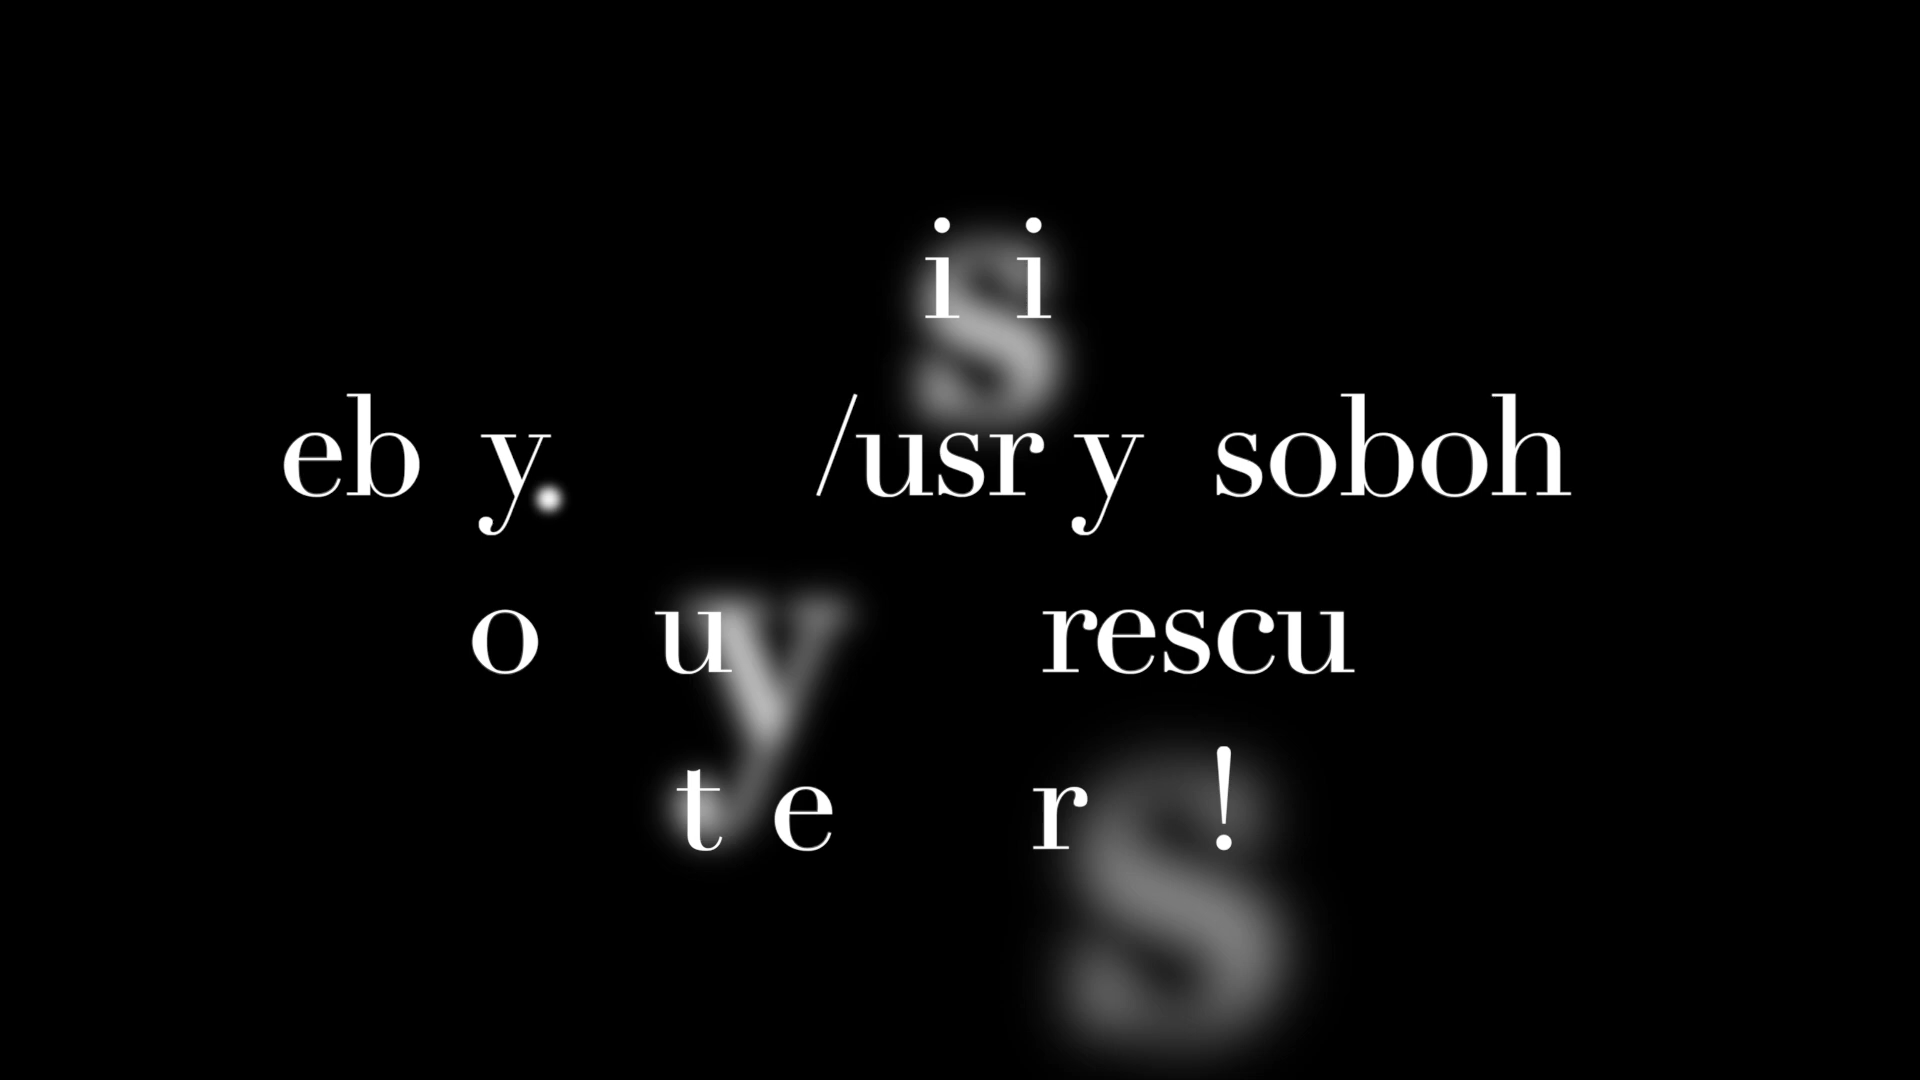 i s i
eb y. /usr y soboh
o u y rescu
t e r s !